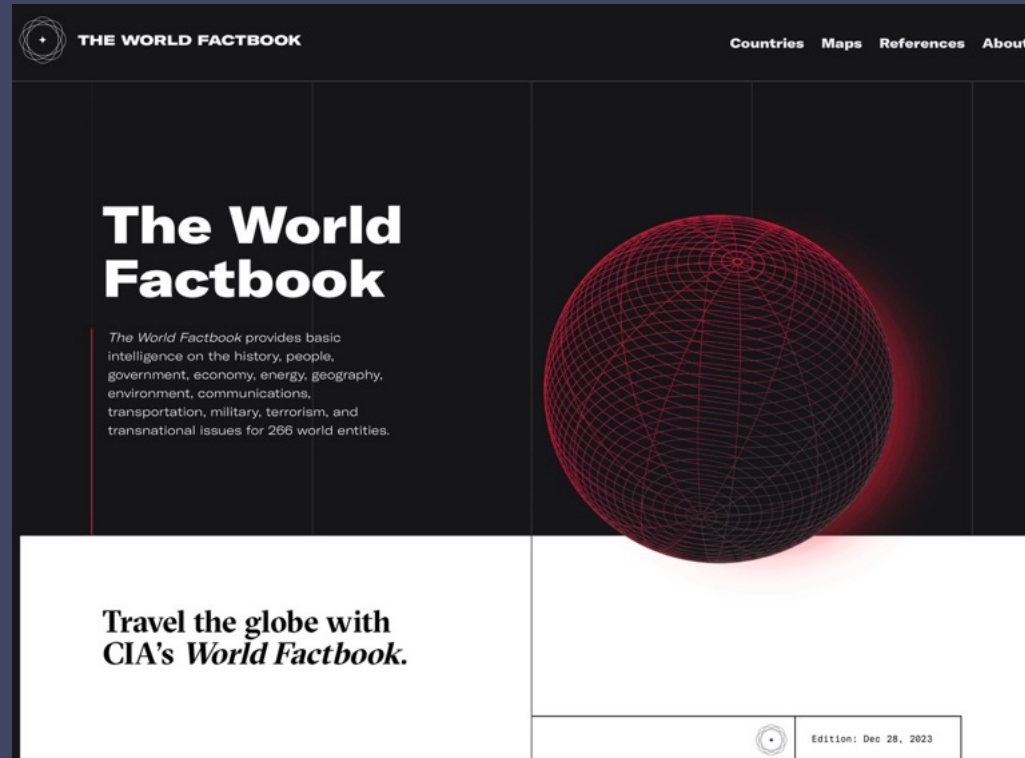 THE WORLD FACTBOOK
Countries Maps References About
The World
Factbook
The World Factbook provides basic
intelligence on the history, people,
government, economy, energy, geography,
environment, communications,
transportation, military, terrorism, and
transnational issues for 266 world entities.
Travel the globe with
CIA’s World Factbook.
Edition: Dec 28, 2023